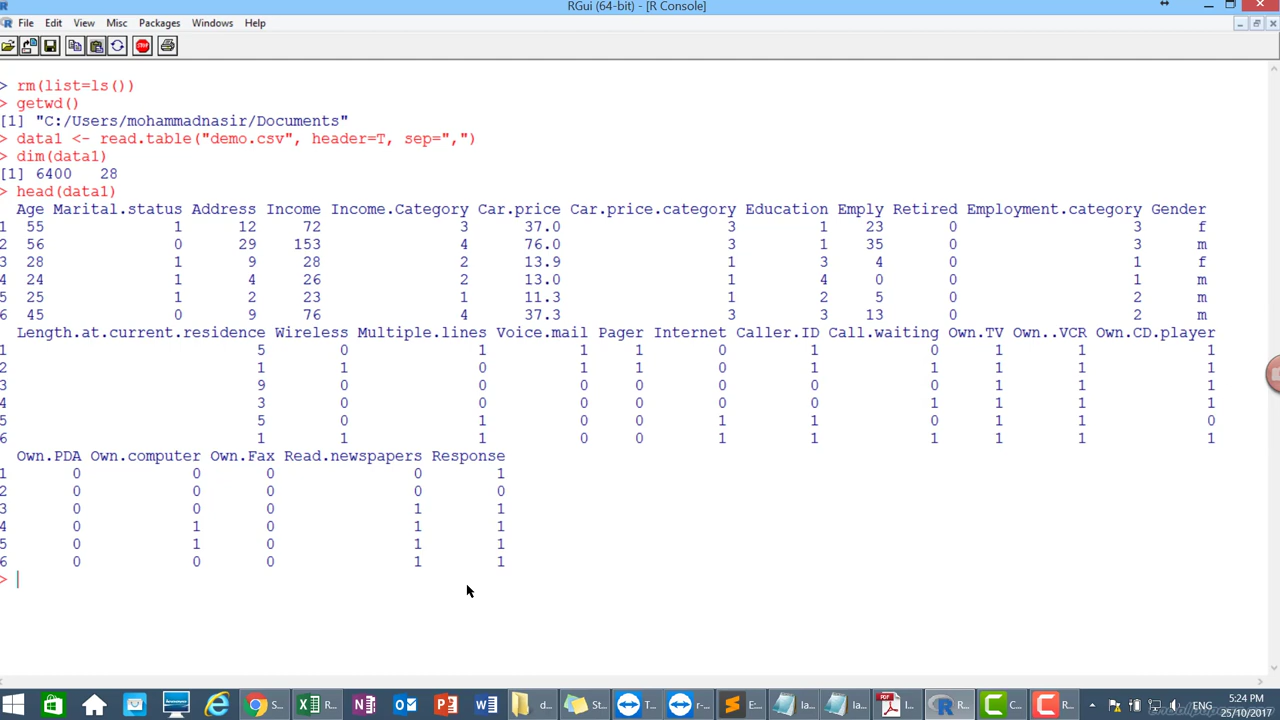 RGui (64-bit) - [R Console]
File Edit View Misc Packages Windows Help
STOP
> rm(list=ls())
> getwd()
[1] "C:/Users/mohammadnasir/Documents"
> data1 <- read.table("demo.csv", header=T, sep=",")
> dim(data1)
[1] 6400 28
> head(data1)
Age Marital.status Address Income Income.Category Car.price Car.price.category Education Emply Retired Employment.category Gender
1 55 1 12 72 3 37.0 3 1 23 0 3 f
2 56 0 29 153 4 76.0 3 1 35 0 3 m
3 28 1 9 28 2 13.9 1 3 4 0 1 f
4 24 1 4 26 2 13.0 1 4 0 0 1 m
5 25 1 2 23 1 11.3 1 2 5 0 2 m
6 45 0 9 76 4 37.3 3 3 13 0 2 m
Length.at.current.residence Wireless Multiple.lines Voice.mail Pager Internet Caller.ID Call.waiting Own.TV Own..VCR Own.CD.player
1 5 0 1 1 1 0 1 0 1 1 1
2 1 1 0 1 1 0 1 1 1 1 1
3 9 0 0 0 0 0 0 0 1 1 1
4 3 0 0 0 0 0 0 1 1 1 1
5 5 0 1 0 0 1 1 1 1 1 0
6 1 1 1 0 0 1 1 1 1 1 1
Own.PDA Own.computer Own.Fax Read.newspapers Response
1 0 0 0 0 1
2 0 0 0 0 0
3 0 0 0 1 1
4 0 1 0 1 1
5 0 1 0 1 1
6 0 0 0 1 1
>
S... R... d... St... T... R... E... la... la... I... R... C... R... ENG 5:24 PM
25/10/2017